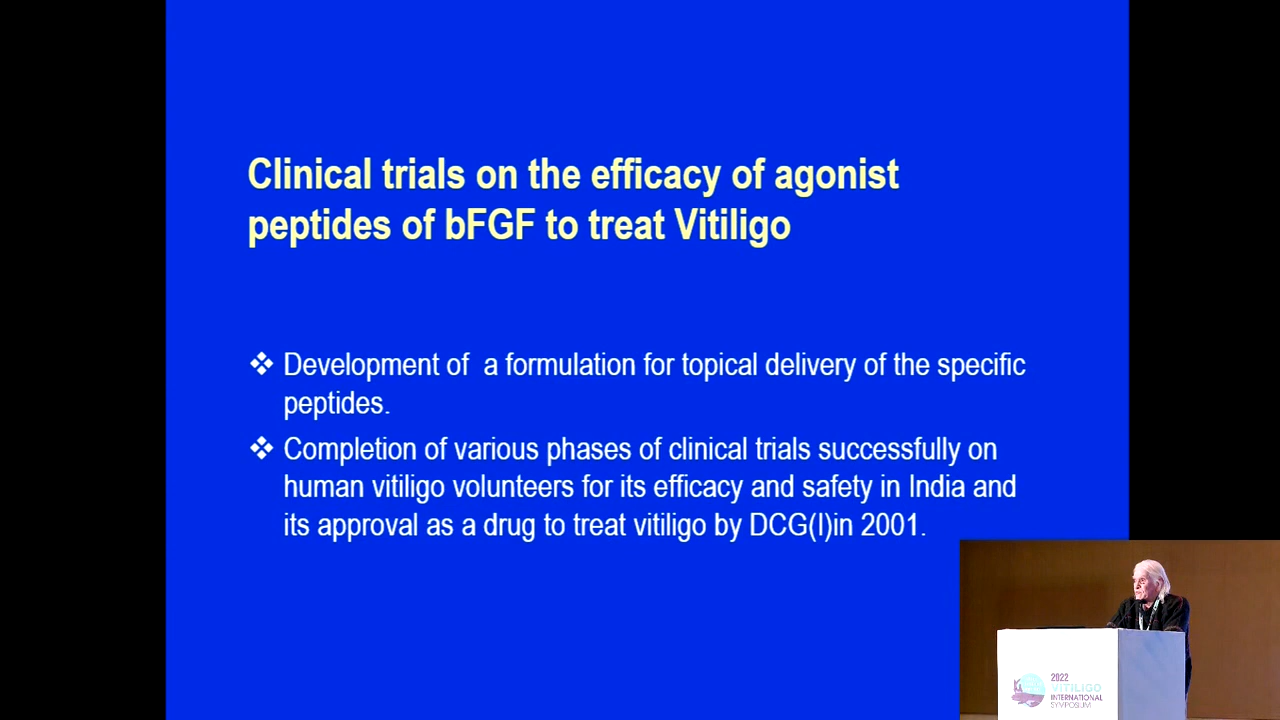 Clinical trials on the efficacy of agonist
peptides of bFGF to treat Vitiligo
❖ Development of a formulation for topical delivery of the specific
peptides.
❖ Completion of various phases of clinical trials successfully on
human vitiligo volunteers for its efficacy and safety in India and
its approval as a drug to treat vitiligo by DCG(I)in 2001.
2022
VITILIGO
INTERNATIONAL
SYMPOSIUM